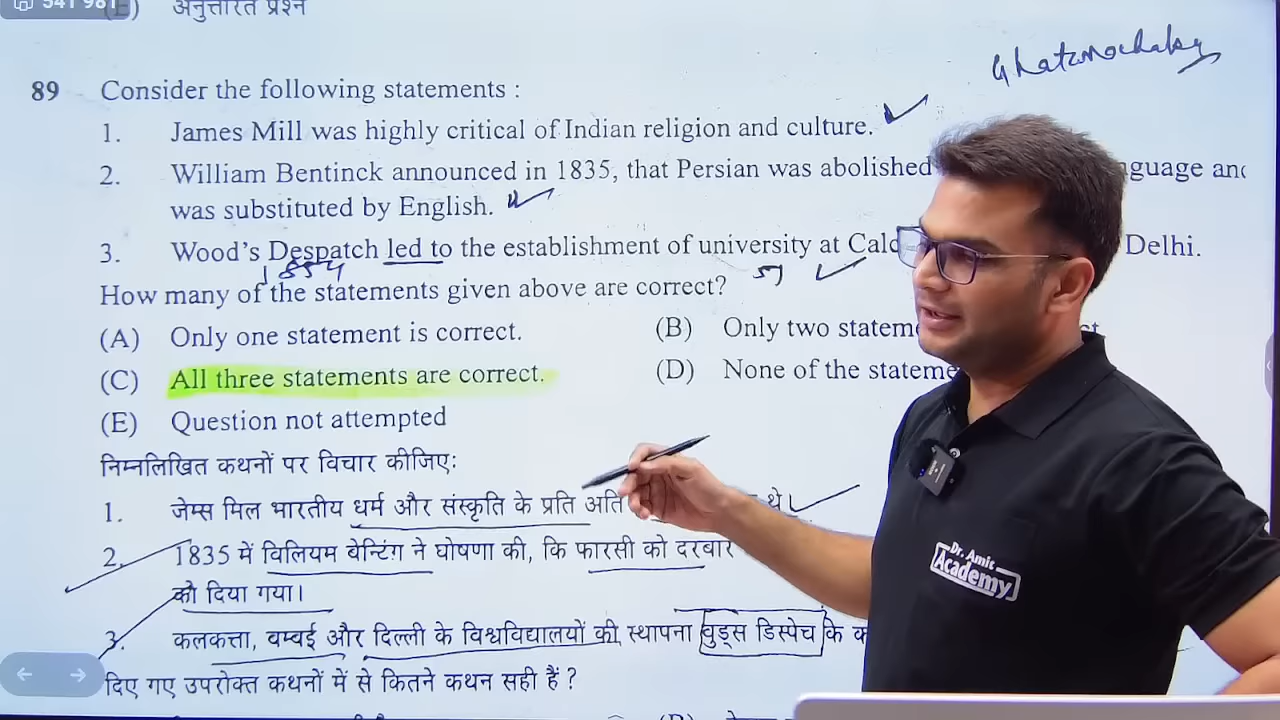 541 981
(E) अनुत्तरित प्रश्न
Ghatnachakra
89 Consider the following statements :
1. James Mill was highly critical of Indian religion and culture.
2. William Bentinck announced in 1835, that Persian was abolished
was substituted by English.
3. Wood's Despatch led to the establishment of university at Delhi.
1854
57
How many of the statements given above are correct?
(A) Only one statement is correct. (B) Only two
(C) All three statements are correct. (D) None of the
(E) Question not attempted
निम्नलिखित कथनों पर विचार कीजिए:
1. जेम्स मिल भारतीय धर्म और संस्कृति के प्रति अति थे।
2. 1835 में विलियम बेन्टिंग ने घोषणा की, कि फारसी को दरबार
को दिया गया।
3. कलकत्ता, बम्बई और दिल्ली के विश्वविद्यालयों की स्थापना वुड्स डिस्पेच के
दिए गए उपरोक्त कथनों में से कितने कथन सही हैं ?
Dr. Amit
Academy